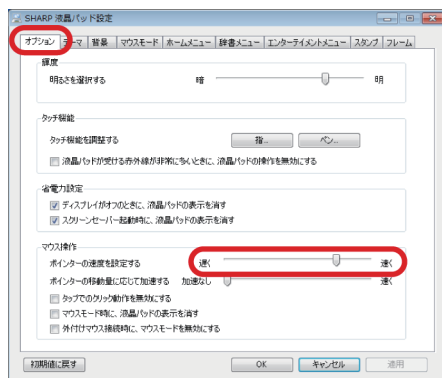 SHARP 液晶パッド設定
オプション テーマ 背景 マウスモード ホームメニュー 辞書メニュー エンターテイメントメニュー スタンプ フレーム
輝度
明るさを選択する 暗 明
タッチ機能
タッチ機能を調整する 指... ペン...
液晶パッドが受ける赤外線が非常に多いときに、液晶パッドの操作を無効にする
省電力設定
ディスプレイがオフのときに、液晶パッドの表示を消す
スクリーンセーバー起動時に、液晶パッドの表示を消す
マウス操作
ポインターの速度を設定する 遅く 速く
ポインターの移動量に応じて加速する 加速なし 速く
タップでのクリック動作を無効にする
マウスモード時に、液晶パッドの表示を消す
外付けマウス接続時に、マウスモードを無効にする
初期値に戻す OK キャンセル 適用